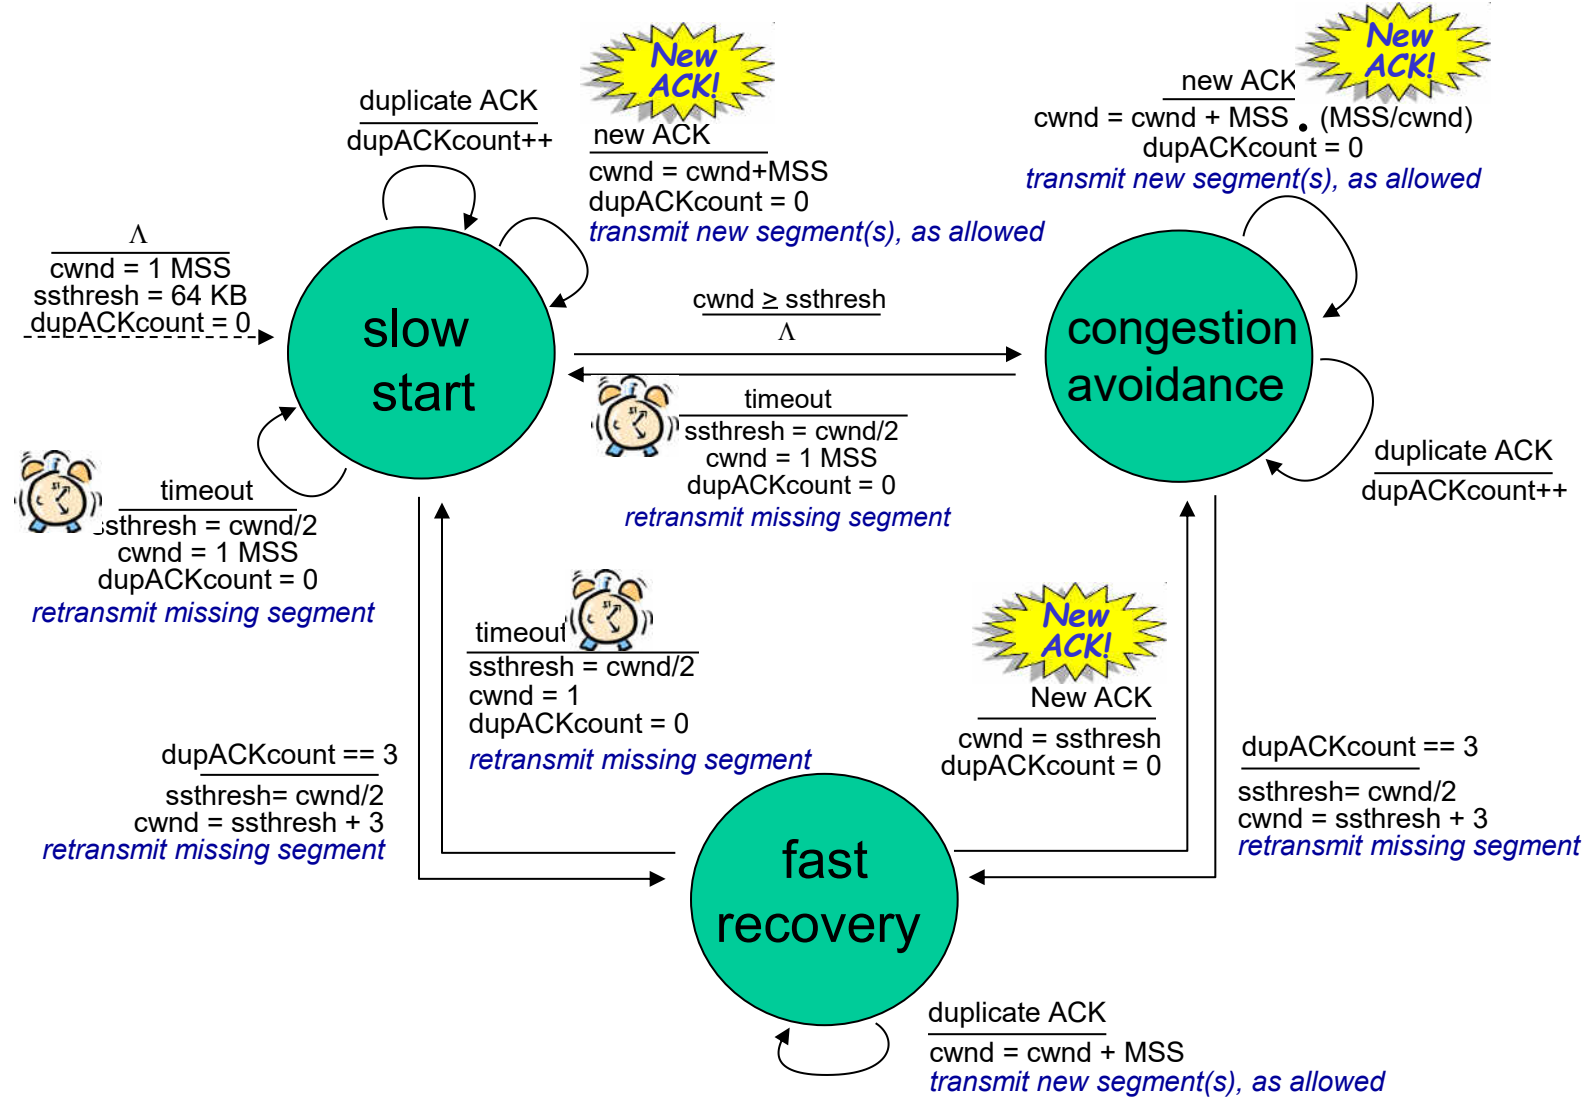 New
ACK!
duplicate ACK
dupACKcount++
new ACK
cwnd = cwnd+MSS
dupACKcount = 0
transmit new segment(s), as allowed
New
ACK!
new ACK
cwnd = cwnd + MSS • (MSS/cwnd)
dupACKcount = 0
transmit new segment(s), as allowed
Λ
cwnd = 1 MSS
ssthresh = 64 KB
dupACKcount = 0
slow
start
cwnd ≥ ssthresh
Λ
congestion
avoidance
timeout
ssthresh = cwnd/2
cwnd = 1 MSS
dupACKcount = 0
retransmit missing segment
duplicate ACK
dupACKcount++
timeout
ssthresh = cwnd/2
cwnd = 1 MSS
dupACKcount = 0
retransmit missing segment
timeout
ssthresh = cwnd/2
cwnd = 1
dupACKcount = 0
retransmit missing segment
New
ACK!
New ACK
cwnd = ssthresh
dupACKcount = 0
dupACKcount == 3
ssthresh= cwnd/2
cwnd = ssthresh + 3
retransmit missing segment
dupACKcount == 3
ssthresh= cwnd/2
cwnd = ssthresh + 3
retransmit missing segment
fast
recovery
duplicate ACK
cwnd = cwnd + MSS
transmit new segment(s), as allowed